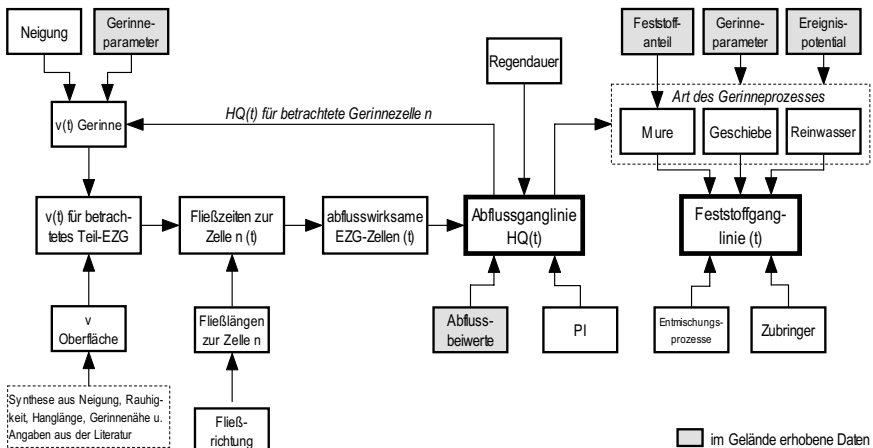 Neigung
Gerinne-
parameter
Feststoff-
anteil
Gerinne-
parameter
Ereignis-
potential
Regendauer
Art des Gerinneprozesses
HQ(t) für betrachtete Gerinnezelle n
v(t) Gerinne
Mure
Geschiebe
Reinwasser
v(t) für betrach-
tetes Teil-EZG
Fließzeiten zur
Zelle n (t)
abflusswirksame
EZG-Zellen (t)
Abflussganglinie
HQ(t)
Feststoffgang-
linie (t)
v
Oberfläche
Fließlängen
zur Zelle n
Abfluss-
beiwerte
PI
Entmischungs-
prozesse
Zubringer
Synthese aus Neigung, Rauhig-
keit, Hanglänge, Gerinnenähe u.
Angaben aus der Literatur
Fließ-
richtung
im Gelände erhobene Daten